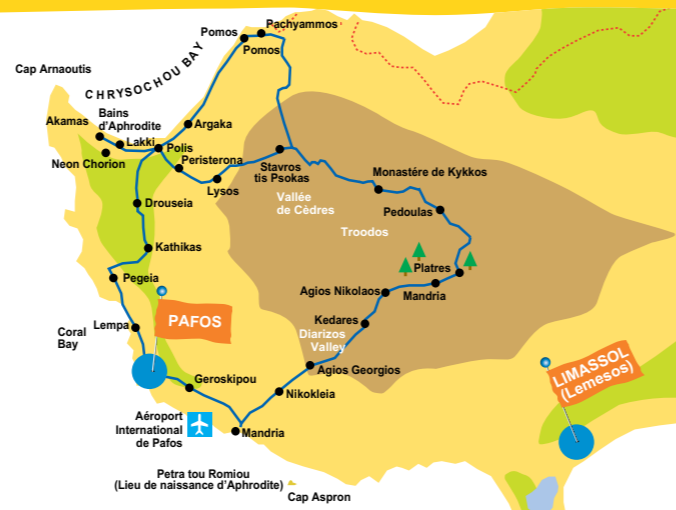 Pachyammos
Pomos
Pomos
Cap Arnaoutis
CHRYSOCHOU BAY
Akamas
Bains
d'Aphrodite
Argaka
Lakki
Polis
Neon Chorion
Peristerona
Lysos
Stavros
tis Psokas
Monastére de Kykkos
Vallée
de Cèdres
Pedoulas
Drouseia
Troodos
Kathikas
Platres
Pegeia
Agios Nikolaos
Mandria
Lempa
PAFOS
Kedares
Coral
Bay
Diarizos
Valley
Agios Georgios
LIMASSOL
(Lemesos)
Geroskipou
Nikokleia
Aéroport
International
de Pafos
Mandria
Petra tou Romiou
(Lieu de naissance d'Aphrodite)
Cap Aspron